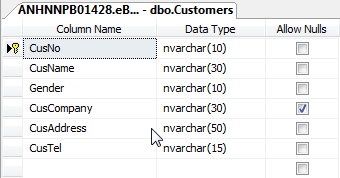 ANHNNPB01428.eB... - dbo.Customers
Column Name Data Type Allow Nulls
CusNo nvarchar(10)
CusName nvarchar(30)
Gender nvarchar(10)
CusCompany nvarchar(30)
CusAddress nvarchar(50)
CusTel nvarchar(15)